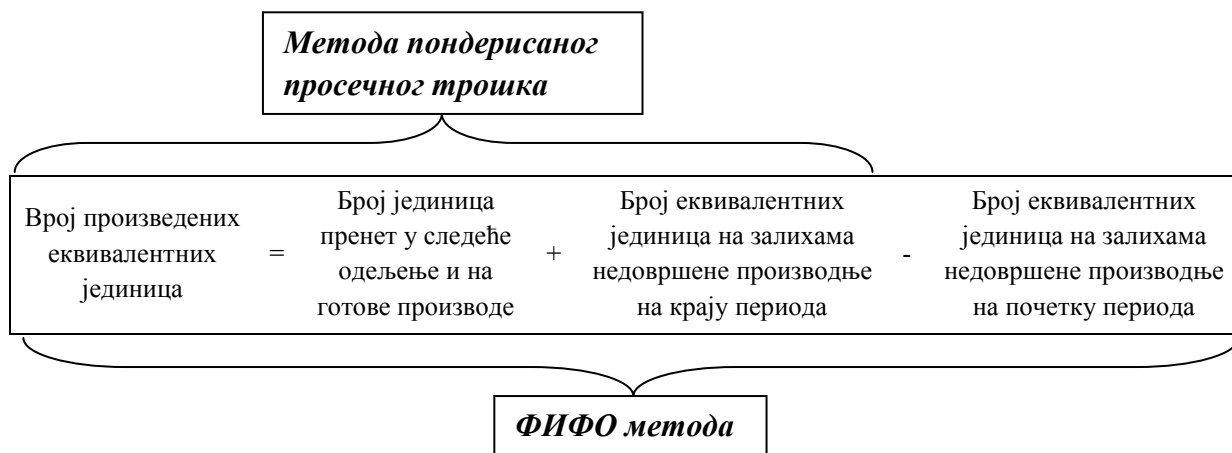 Метода пондерисаног
просечног трошка
Врој произведених
еквивалентних
јединица
=
Број јединица
пренет у следеће
одељење и на
готове производе
+
Број еквивалентних
јединица на залихама
недовршене производње
на крају периода
-
Број еквивалентних
јединица на залихама
недовршене производње
на почетку периода
ФИФО метода